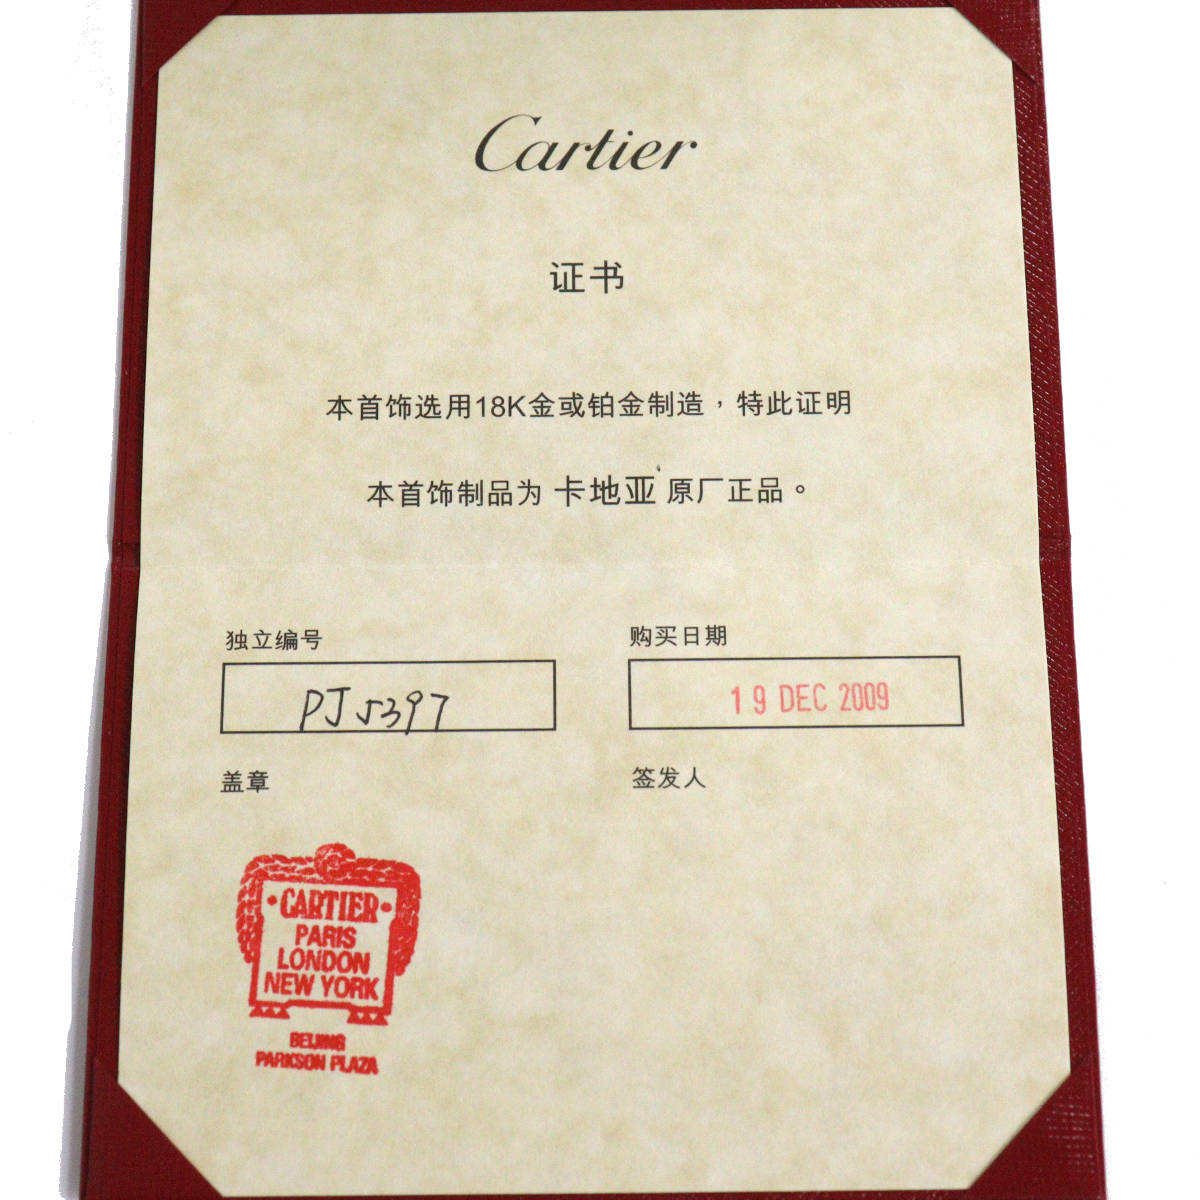 Cartier
证书
本首饰选用18K金或铂金制造，特此证明
本首饰制品为 卡地亚 原厂正品。
独立编号
购买日期
PJ5397
19 DEC 2009
盖章
签发人
·CARTIER·
PARIS
LONDON
NEW YORK
BEIJING
PARKSON PLAZA